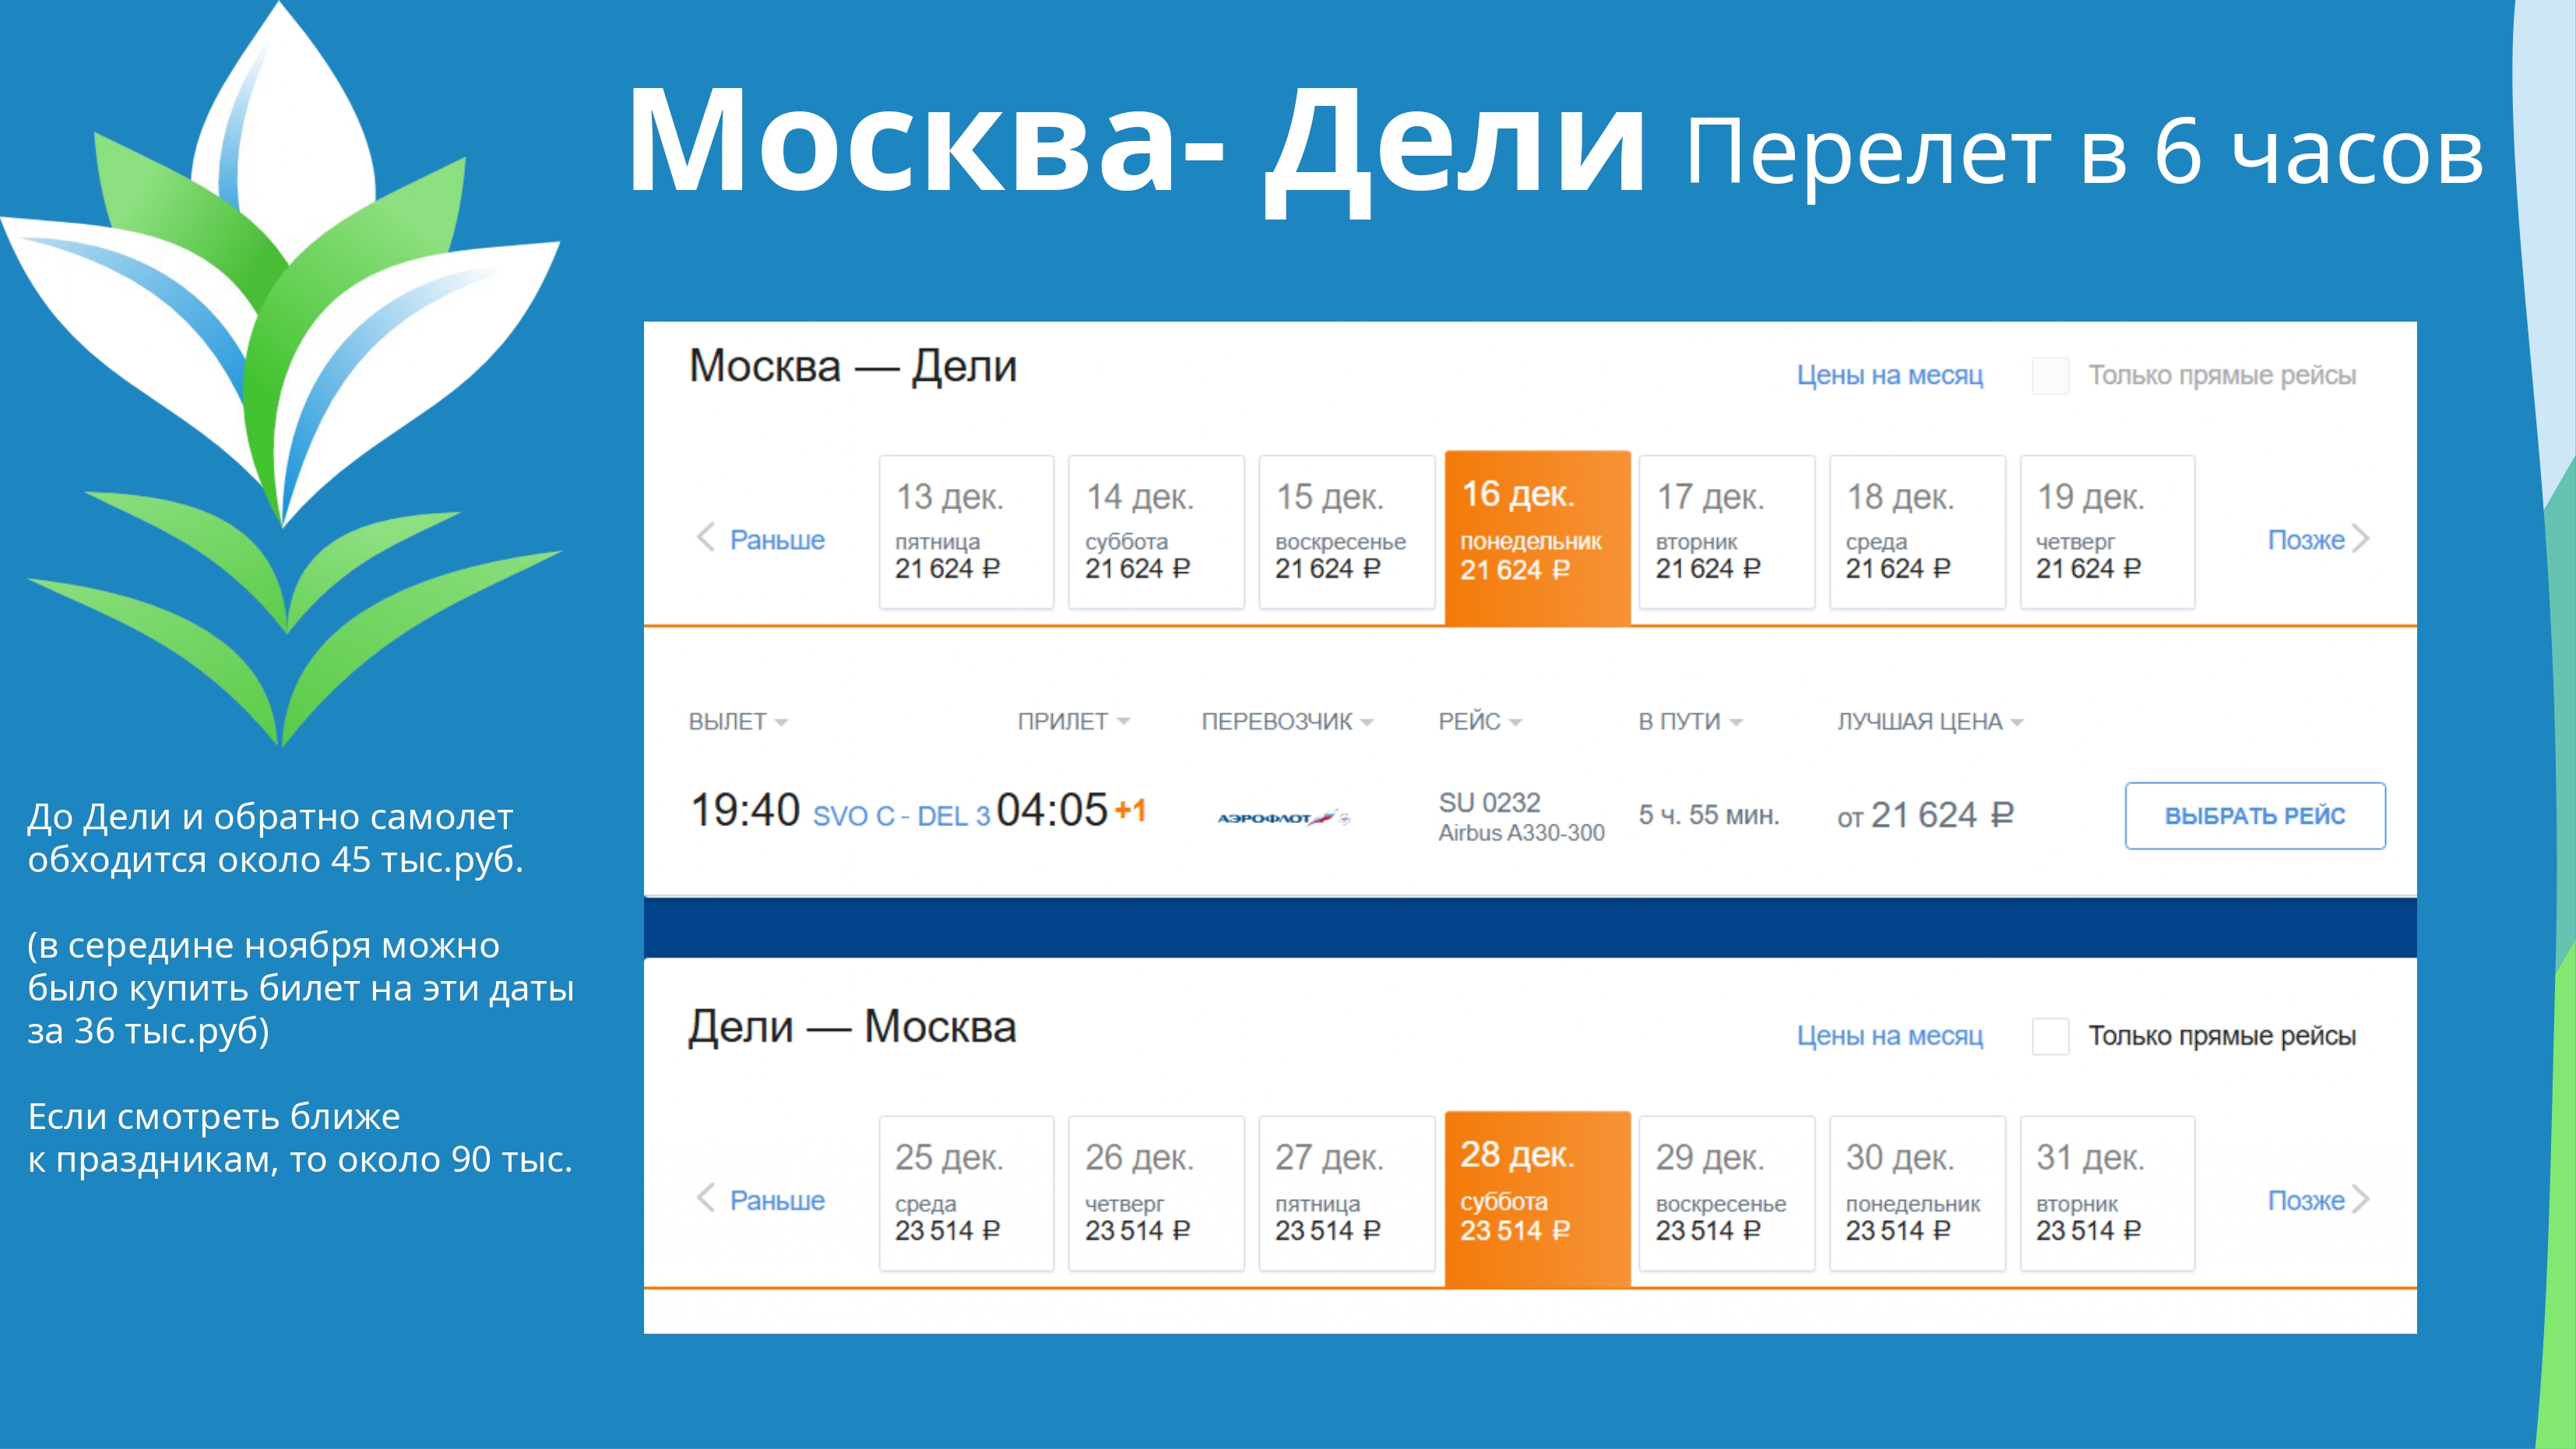 Москва- Дели Перелет в 6 часов
До Дели и обратно самолет
обходится около 45 тыс.руб.
(в середине ноября можно
было купить билет на эти даты
за 36 тыс.руб)
Если смотреть ближе
к праздникам, то около 90 тыс.
Москва — Дели
Цены на месяц Только прямые рейсы
Раньше
13 дек. 14 дек. 15 дек. 16 дек. 17 дек. 18 дек. 19 дек.
пятница суббота воскресенье понедельник вторник среда четверг
21 624 ₽ 21 624 ₽ 21 624 ₽ 21 624 ₽ 21 624 ₽ 21 624 ₽ 21 624 ₽
Позже
ВЫЛЕТ ПРИЛЕТ ПЕРЕВОЗЧИК РЕЙС В ПУТИ ЛУЧШАЯ ЦЕНА
19:40 SVO C - DEL 3 04:05 +1 АЭРОФЛОТ SU 0232 5 ч. 55 мин. от 21 624 ₽ ВЫБРАТЬ РЕЙС
Airbus A330-300
Дели — Москва
Цены на месяц Только прямые рейсы
Раньше
25 дек. 26 дек. 27 дек. 28 дек. 29 дек. 30 дек. 31 дек.
среда четверг пятница суббота воскресенье понедельник вторник
23 514 ₽ 23 514 ₽ 23 514 ₽ 23 514 ₽ 23 514 ₽ 23 514 ₽ 23 514 ₽
Позже